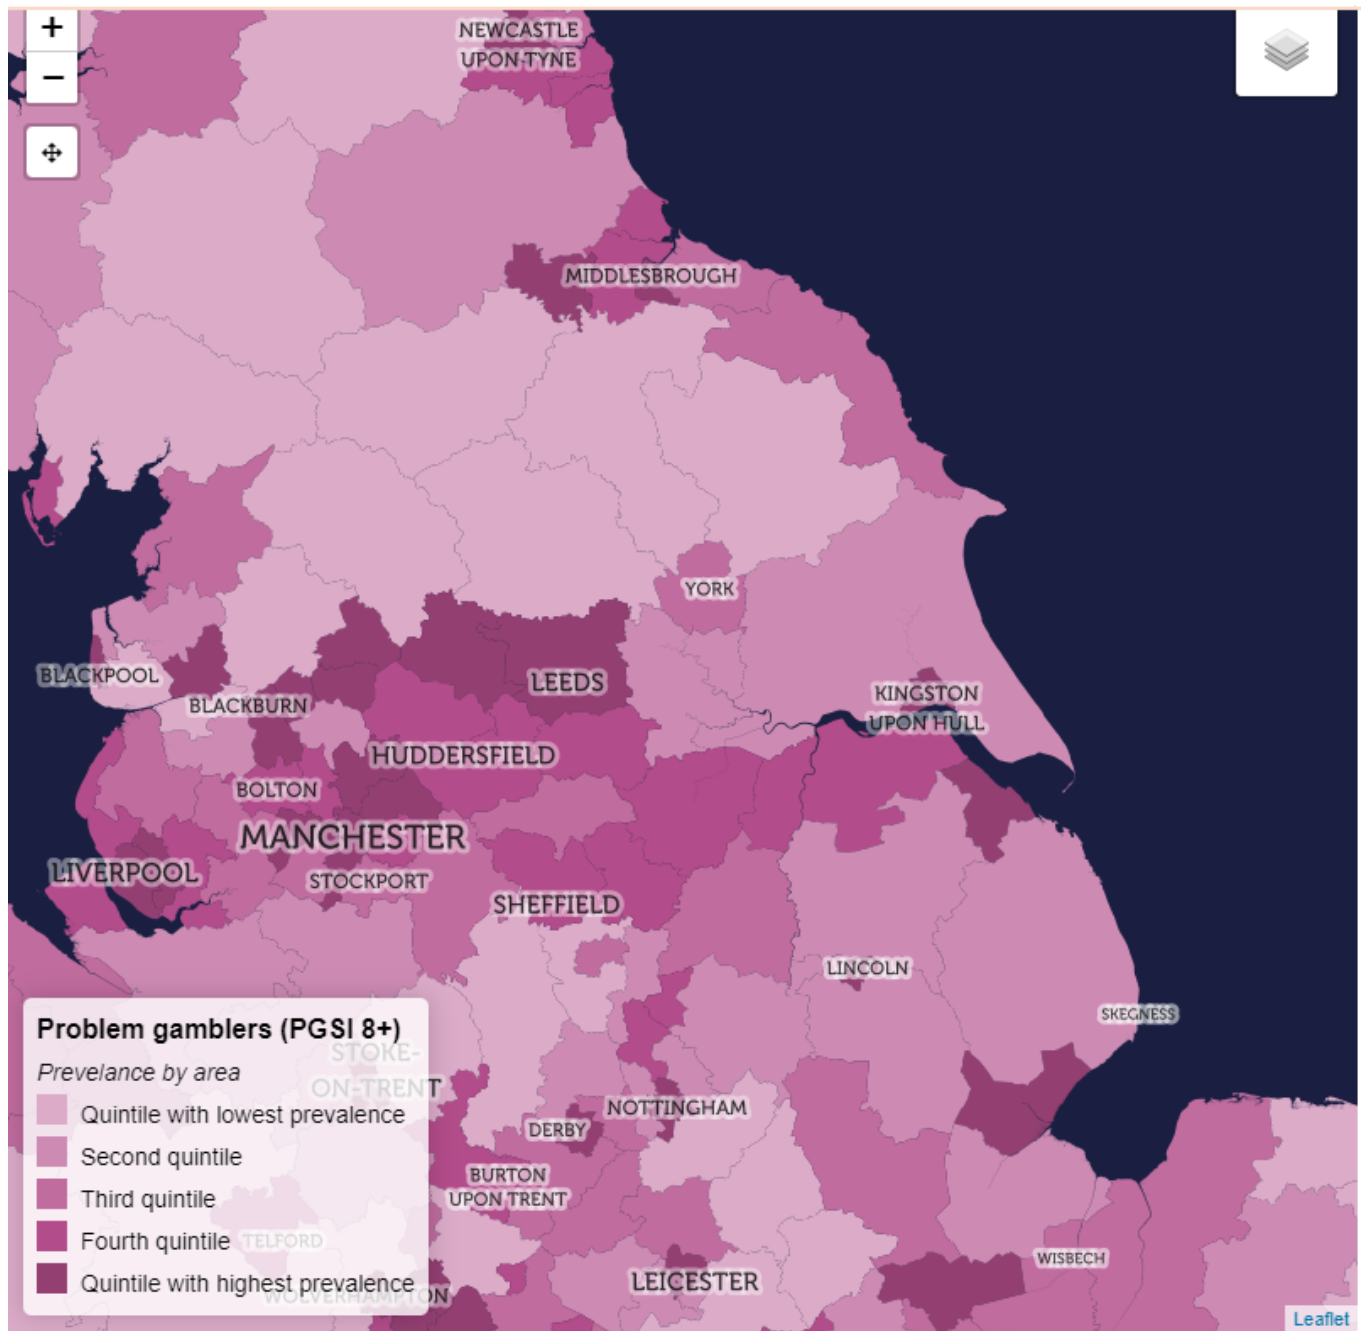 +
−
NEWCASTLE
UPON-TYNE
MIDDLESBROUGH
YORK
BLACKPOOL
LEEDS
BLACKBURN
KINGSTON
UPON HULL
HUDDERSFIELD
BOLTON
MANCHESTER
LIVERPOOL
STOCKPORT
SHEFFIELD
LINCOLN
SKEGNESS
STOKE-
ON-TRENT
NOTTINGHAM
DERBY
BURTON
UPON TRENT
TELFORD
WISBECH
LEICESTER
WOLVERHAMPTON
Problem gamblers (PGSI 8+)
Prevelance by area
Quintile with lowest prevalence
Second quintile
Third quintile
Fourth quintile
Quintile with highest prevalence
Leaflet